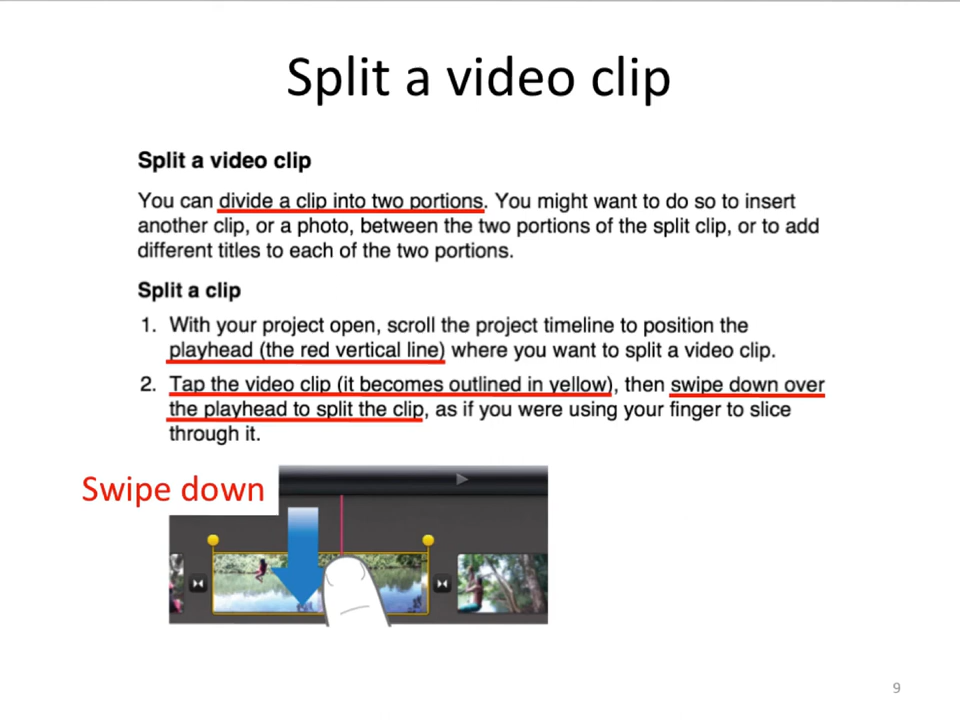 Split a video clip
Split a video clip
You can divide a clip into two portions. You might want to do so to insert
another clip, or a photo, between the two portions of the split clip, or to add
different titles to each of the two portions.
Split a clip
1. With your project open, scroll the project timeline to position the
playhead (the red vertical line) where you want to split a video clip.
2. Tap the video clip (it becomes outlined in yellow), then swipe down over
the playhead to split the clip, as if you were using your finger to slice
through it.
Swipe down
9